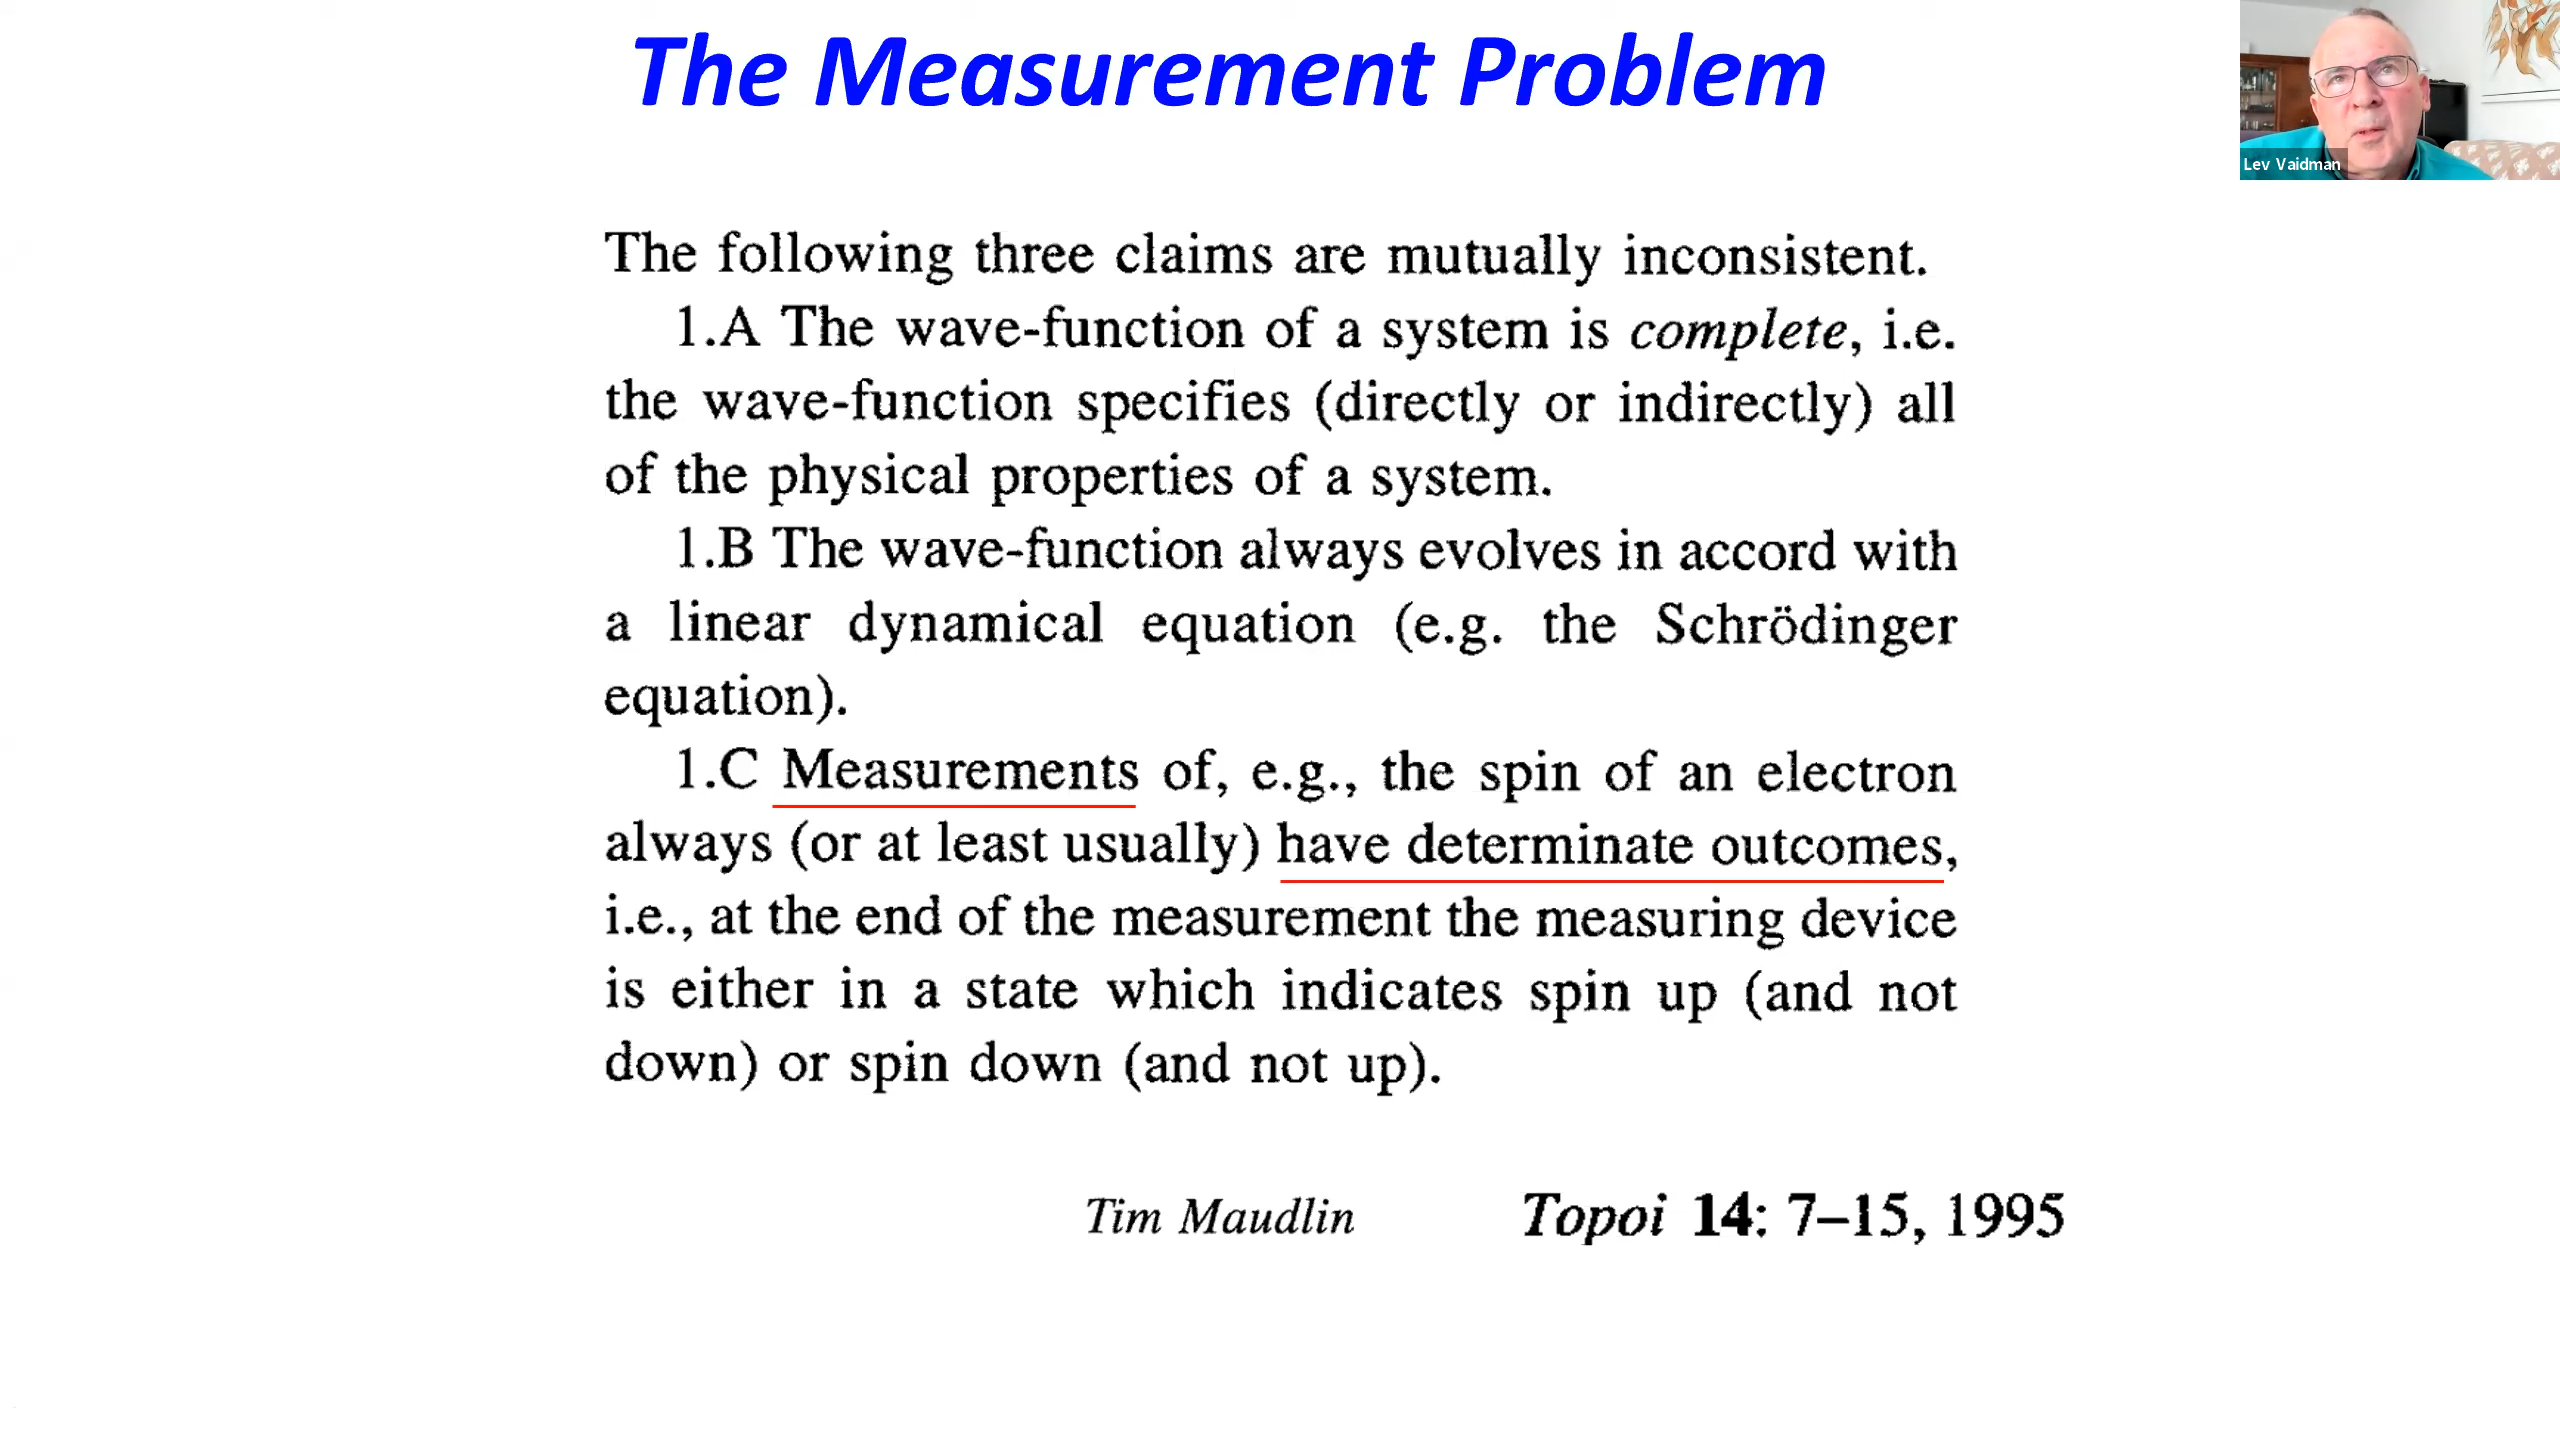 The Measurement Problem
Lev Vaidman
The following three claims are mutually inconsistent.
1.A The wave-function of a system is complete, i.e.
the wave-function specifies (directly or indirectly) all
of the physical properties of a system.
1.B The wave-function always evolves in accord with
a linear dynamical equation (e.g. the Schrödinger
equation).
1.C Measurements of, e.g., the spin of an electron
always (or at least usually) have determinate outcomes,
i.e., at the end of the measurement the measuring device
is either in a state which indicates spin up (and not
down) or spin down (and not up).
Tim Maudlin Topoi 14: 7–15, 1995